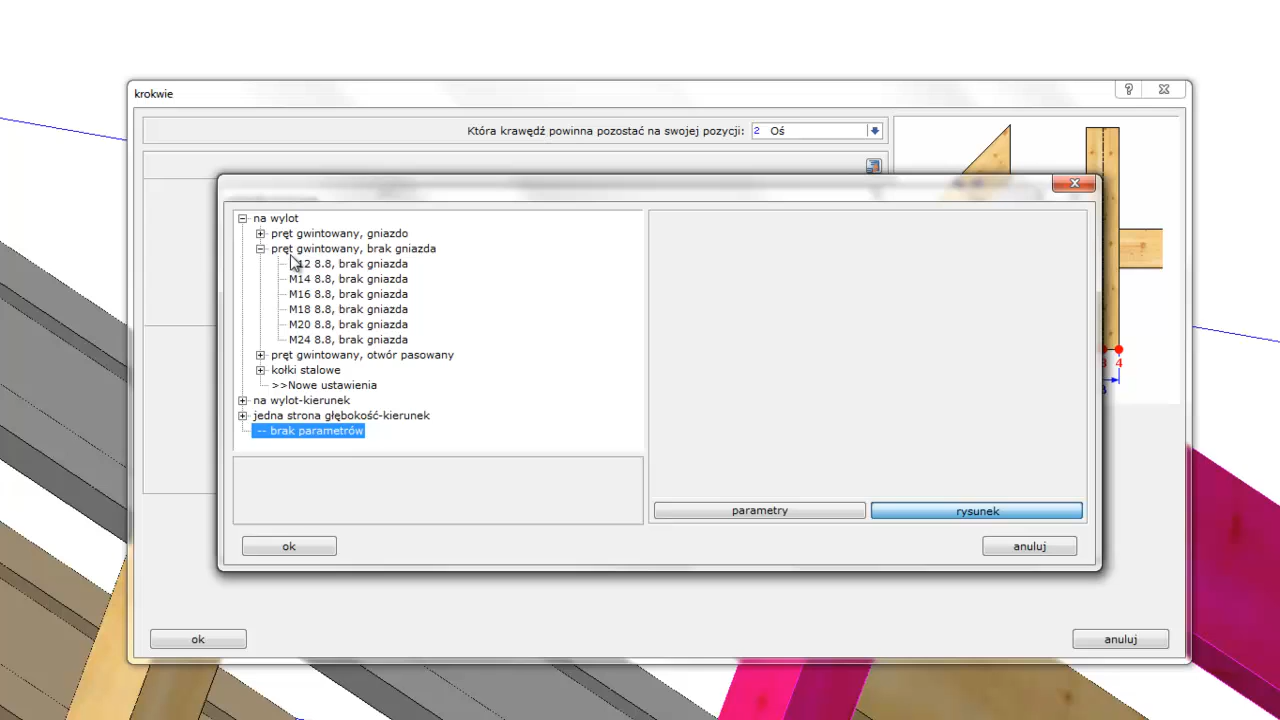 krokwie
?
Która krawędź powinna pozostać na swojej pozycji: 2 Oś
na wylot
pręt gwintowany, gniazdo
pręt gwintowany, brak gniazda
12 8.8, brak gniazda
M14 8.8, brak gniazda
M16 8.8, brak gniazda
M18 8.8, brak gniazda
M20 8.8, brak gniazda
M24 8.8, brak gniazda
pręt gwintowany, otwór pasowany
kołki stalowe
>>Nowe ustawienia
na wylot-kierunek
jedna strona głębokość-kierunek
-- brak parametrów
3 4
parametry
rysunek
ok
anuluj
ok
anuluj